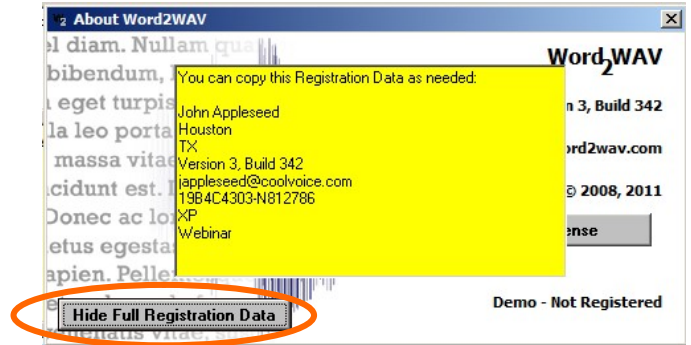 About Word2WAV
el diam. Nullam qua
bibendum,
eget turpis
la leo porta
massa vitae
cidunt est.
Donec ac lo
etus egesta
apien. Pelle
You can copy this Registration Data as needed:
John Appleseed
Houston
TX
Version 3, Build 342
jappleseed@coolvoice.com
19B4C4303-N812786
XP
Webinar
Word2WAV
n 3, Build 342
ord2wav.com
© 2008, 2011
ense
Demo - Not Registered
Hide Full Registration Data